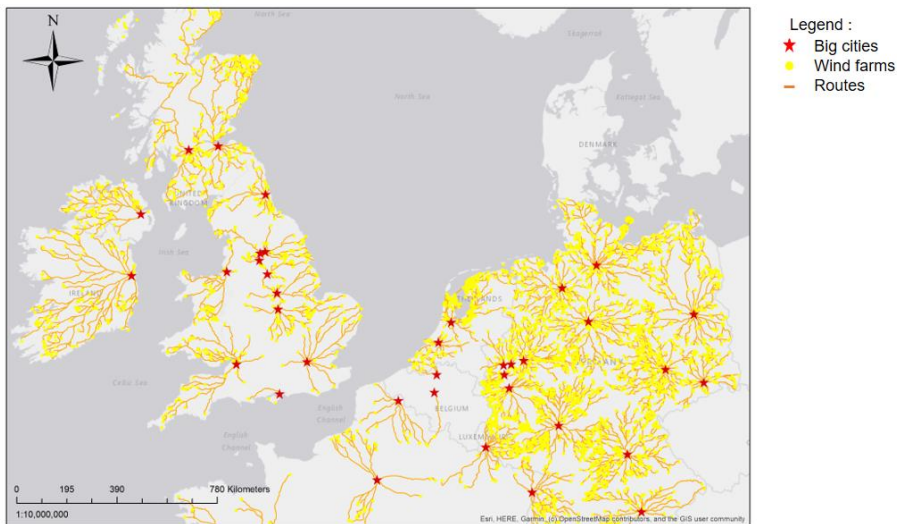 North Sea
Skagerrak
N
Legend :
Big cities
Wind farms
Routes
North Sea
Kattegat Sea
DENMARK
UNITED
KINGDOM
Irish Sea
IRELAND
Celtic Sea
BELGIUM
English
Channel
English
Channel
0 195 390 780 Kilometers
1:10,000,000
Esri, HERE, Garmin, (c) OpenStreetMap contributors, and the GIS user community